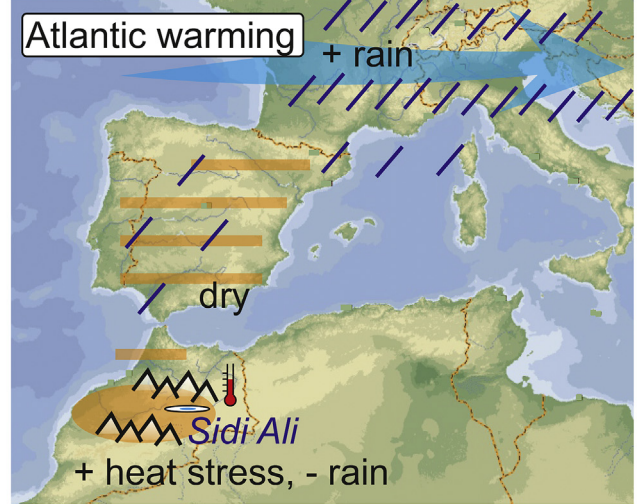 Atlantic warming
+ rain
dry
Sidi Ali
+ heat stress, - rain